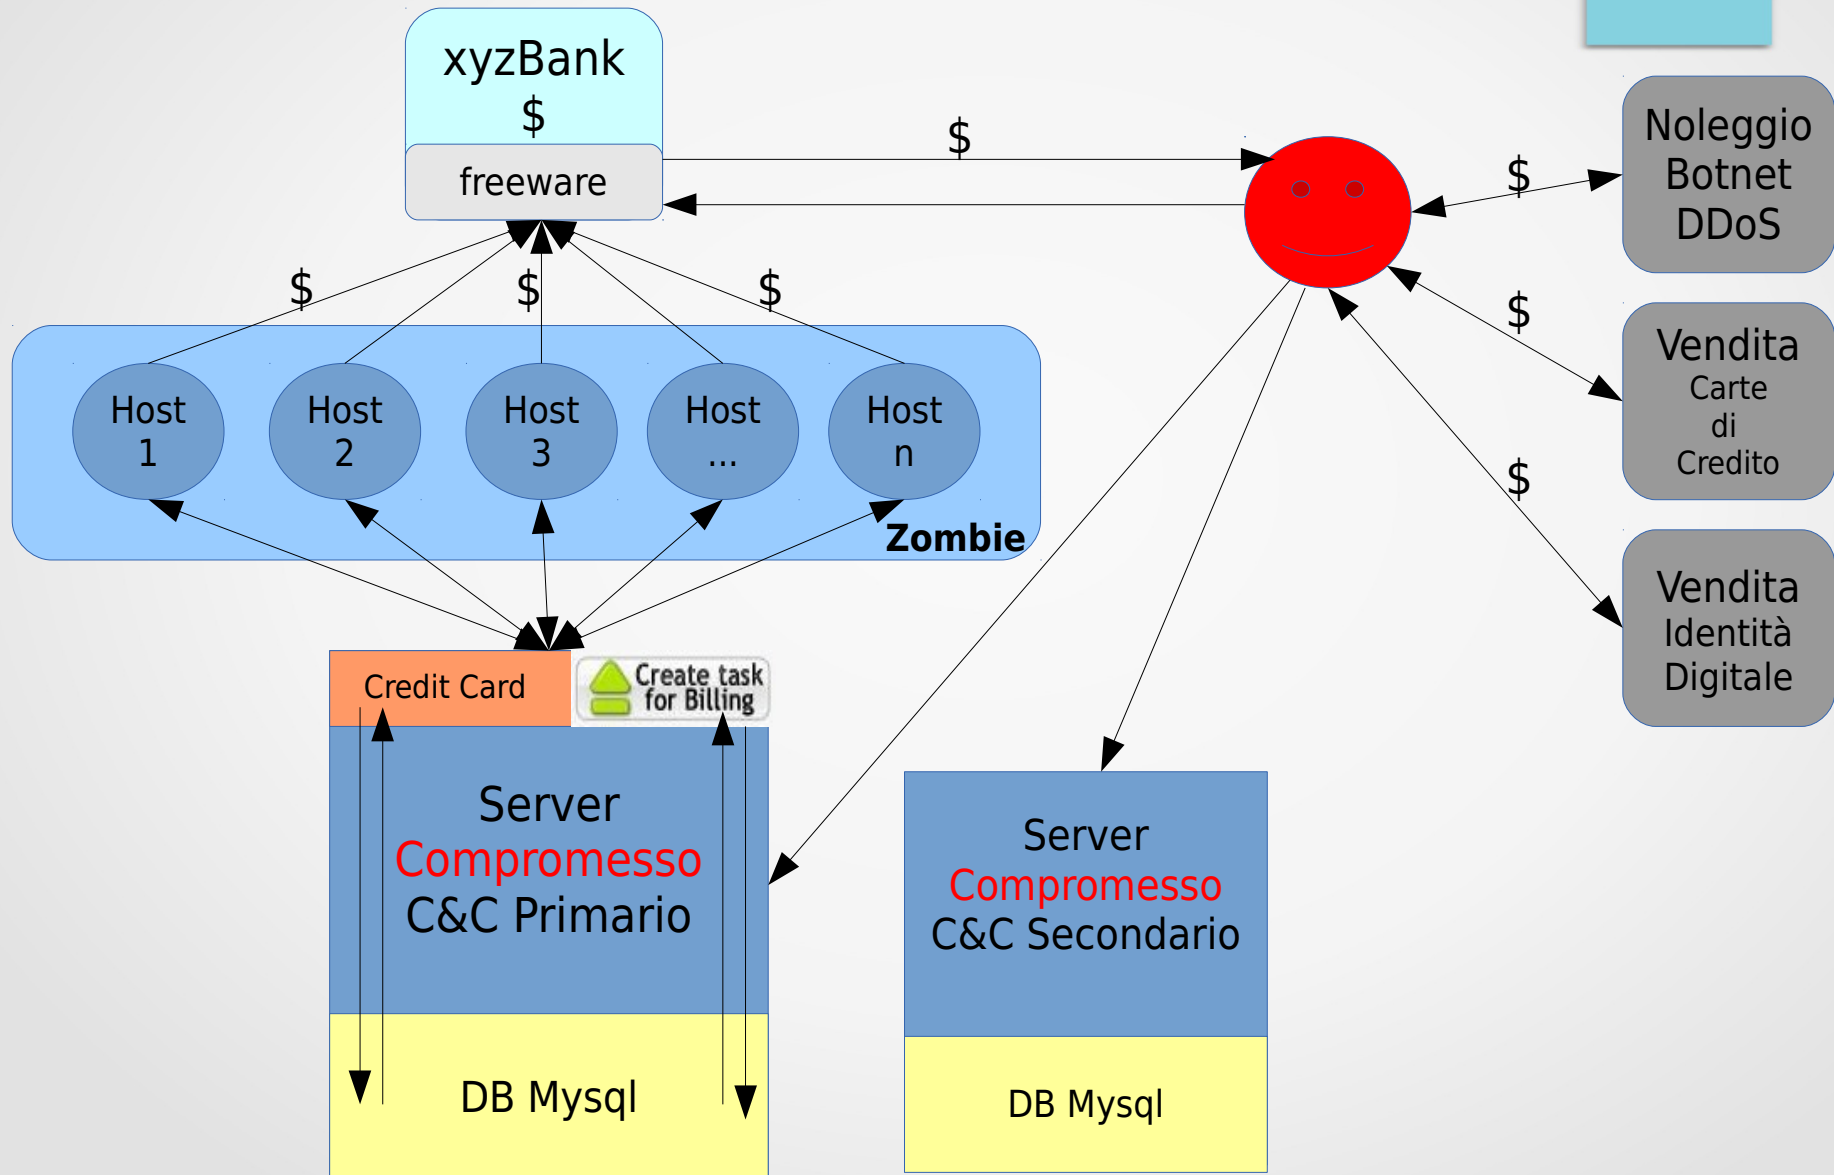 xyzBank
$
freeware
$
$
$
$
Host
1
Host
2
Host
3
Host
...
Host
n
Zombie
$
Noleggio
Botnet
DDoS
$
Vendita
Carte
di
Credito
$
Vendita
Identità
Digitale
Credit Card
Create task
for Billing
Server
Compromesso
C&C Primario
DB Mysql
Server
Compromesso
C&C Secondario
DB Mysql